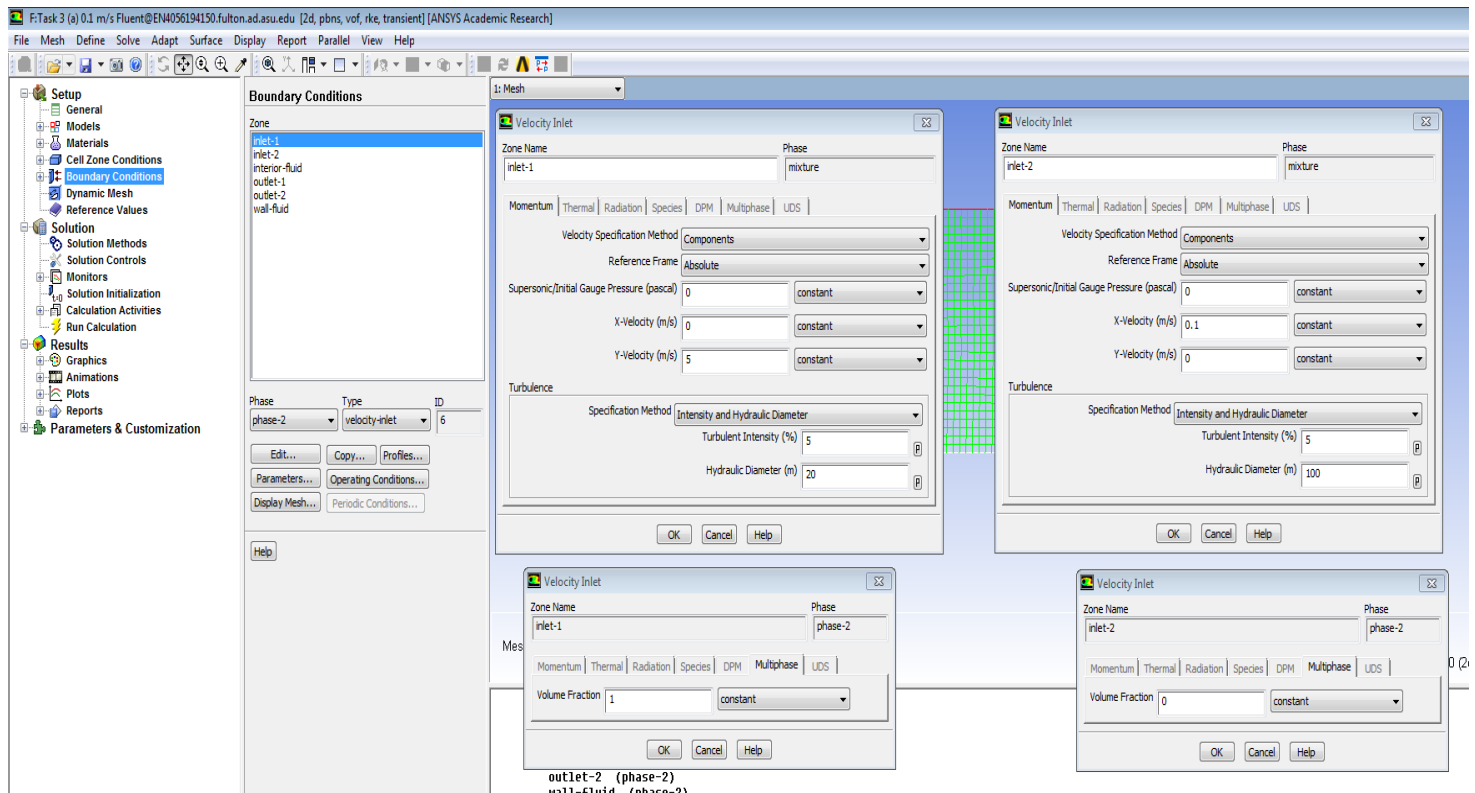 F:Task 3 (a) 0.1 m/s Fluent@EN4056194150.fulton.ad.asu.edu [2d, pbns, vof, rke, transient] [ANSYS Academic Research]
File Mesh Define Solve Adapt Surface Display Report Parallel View Help
Setup
General
Models
Materials
Cell Zone Conditions
Boundary Conditions
Dynamic Mesh
Reference Values
Solution
Solution Methods
Solution Controls
Monitors
Solution Initialization
Calculation Activities
Run Calculation
Results
Graphics
Animations
Plots
Reports
Parameters & Customization
Boundary Conditions
Zone
inlet-1
inlet-2
interior-fluid
outlet-1
outlet-2
wall-fluid
Phase Type ID
phase-2 velocity-inlet 6
Edit... Copy... Profiles...
Parameters... Operating Conditions...
Display Mesh... Periodic Conditions...
Help
1: Mesh
Velocity Inlet
Zone Name Phase
inlet-1 mixture
Momentum Thermal Radiation Species DPM Multiphase UDS
Velocity Specification Method Components
Reference Frame Absolute
Supersonic/Initial Gauge Pressure (pascal) 0 constant
X-Velocity (m/s) 0 constant
Y-Velocity (m/s) 5 constant
Turbulence
Specification Method Intensity and Hydraulic Diameter
Turbulent Intensity (%) 5 P
Hydraulic Diameter (m) 20 P
OK Cancel Help
Velocity Inlet
Zone Name Phase
inlet-2 mixture
Momentum Thermal Radiation Species DPM Multiphase UDS
Velocity Specification Method Components
Reference Frame Absolute
Supersonic/Initial Gauge Pressure (pascal) 0 constant
X-Velocity (m/s) 0.1 constant
Y-Velocity (m/s) 0 constant
Turbulence
Specification Method Intensity and Hydraulic Diameter
Turbulent Intensity (%) 5 P
Hydraulic Diameter (m) 100 P
OK Cancel Help
Velocity Inlet
Zone Name Phase
inlet-1 phase-2
Momentum Thermal Radiation Species DPM Multiphase UDS
Volume Fraction 1 constant
OK Cancel Help
Velocity Inlet
Zone Name Phase
inlet-2 phase-2
Momentum Thermal Radiation Species DPM Multiphase UDS
Volume Fraction 0 constant
OK Cancel Help
Mes
0 (2
outlet-2 (phase-2)
wall-fluid (phase-2)